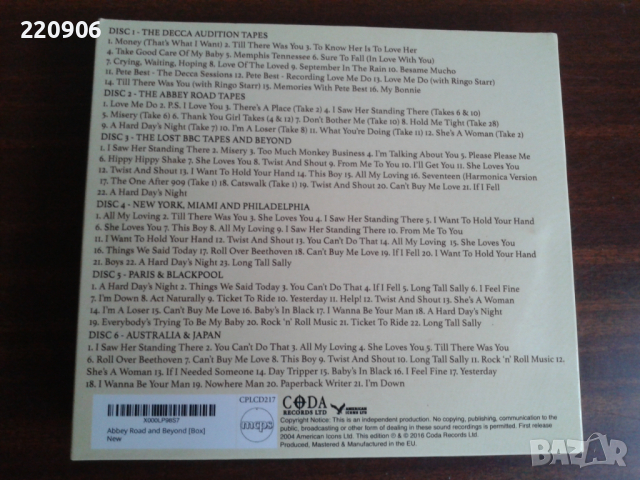 220906
DISC 1 - THE DECCA AUDITION TAPES
1. Money (That's What I Want) 2. Till There Was You 3. To Know Her Is To Love Her
4. Take Good Care Of My Baby 5. Memphis Tennessee 6. Sure To Fall (In Love With You)
7. Crying, Waiting, Hoping 8. Love Of The Loved 9. September In The Rain 10. Besame Mucho
11. Pete Best - The Decca Sessions 12. Pete Best - Recording Love Me Do 13. Love Me Do (with Ringo Starr)
14. Till There Was You (with Ringo Starr) 15. Memories With Pete Best 16. My Bonnie
DISC 2 - THE ABBEY ROAD TAPES
1. Love Me Do 2. P.S. I Love You 3. There's A Place (Take 2) 4. I Saw Her Standing There (Takes 6 & 10)
5. Misery (Take 6) 6. Thank You Girl Takes (4 & 12) 7. Don't Bother Me (Take 10) 8. Hold Me Tight (Take 28)
9. A Hard Day's Night (Take 7) 10. I'm A Loser (Take 8) 11. What You're Doing (Take 11) 12. She's A Woman (Take 2)
DISC 3 - THE LOST BBC TAPES AND BEYOND
1. I Saw Her Standing There 2. Misery 3. Too Much Monkey Business 4. I'm Talking About You 5. Please Please Me
6. Hippy Hippy Shake 7. She Loves You 8. Twist And Shout 9. From Me To You 10. I'll Get You 11. She Loves You
12. Twist And Shout 13. I Want To Hold Your Hand 14. This Boy 15. All My Loving 16. Seventeen (Harmonica Version)
17. The One After 909 (Take 1) 18. Catswalk (Take 1) 19. Twist And Shout 20. Can't Buy Me Love 21. If I Fell
22. A Hard Day's Night
DISC 4 - NEW YORK, MIAMI AND PHILADELPHIA
1. All My Loving 2. Till There Was You 3. She Loves You 4. I Saw Her Standing There 5. I Want To Hold Your Hand
6. She Loves You 7. This Boy 8. All My Loving 9. I Saw Her Standing There 10. From Me To You
11. I Want To Hold Your Hand 12. Twist And Shout 13. You Can't Do That 14. All My Loving 15. She Loves You
16. Things We Said Today 17. Roll Over Beethoven 18. Can't Buy Me Love 19. If I Fell 20. I Want To Hold Your Hand
21. Boys 22. A Hard Day's Night 23. Long Tall Sally
DISC 5 - PARIS & BLACKPOOL
1. A Hard Day's Night 2. Things We Said Today 3. You Can't Do That 4. If I Fell 5. Long Tall Sally 6. I Feel Fine
7. I'm Down 8. Act Naturally 9. Ticket To Ride 10. Yesterday 11. Help! 12. Twist And Shout 13. She's A Woman
14. I'm A Loser 15. Can't Buy Me Love 16. Baby's In Black 17. I Wanna Be Your Man 18. A Hard Day's Night
19. Everybody's Trying To Be My Baby 20. Rock 'n' Roll Music 21. Ticket To Ride 22. Long Tall Sally
DISC 6 - AUSTRALIA & JAPAN
1. I Saw Her Standing There 2. You Can't Do That 3. All My Loving 4. She Loves You 5. Till There Was You
6. Roll Over Beethoven 7. Can't Buy Me Love 8. This Boy 9. Twist And Shout 10. Long Tall Sally 11. Rock 'n' Roll Music 12.
She's A Woman 13. If I Needed Someone 14. Day Tripper 15. Baby's In Black 16. I Feel Fine 17. Yesterday
18. I Wanna Be Your Man 19. Nowhere Man 20. Paperback Writer 21. I'm Down
X000LP98S7
Abbey Road and Beyond [Box]
New
CPLCD217
mcps
CODA
RECORDS LTD
AMERICAN
ICONS LTD
Copyright Notice: This is an independent production. No copying, publishing, communication to the
public, broadcasting or other form of dealing in these sound recordings is permitted. First release
2004 American Icons Ltd. This edition ℗ & © 2016 Coda Records Ltd.
Produced, Mastered & Manufactured in the EU.
BAZAR.bg